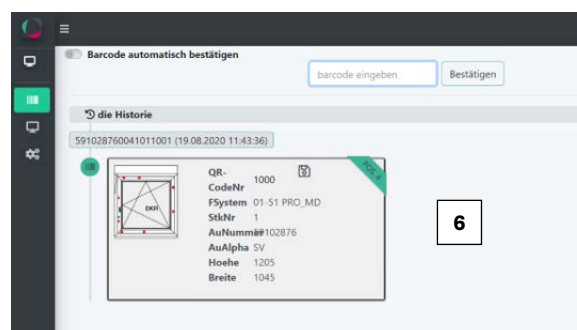 Barcode automatisch bestätigen
barcode eingeben
Bestätigen
die Historie
591028760041011001 (19.08.2020 11:43:36)
POS. 4
DKR
QR-
CodeNr 1000
FSystem 01-51 PRO_MD
StkNr 1
AuNummer 102876
AuAlpha SV
Hoehe 1205
Breite 1045
6